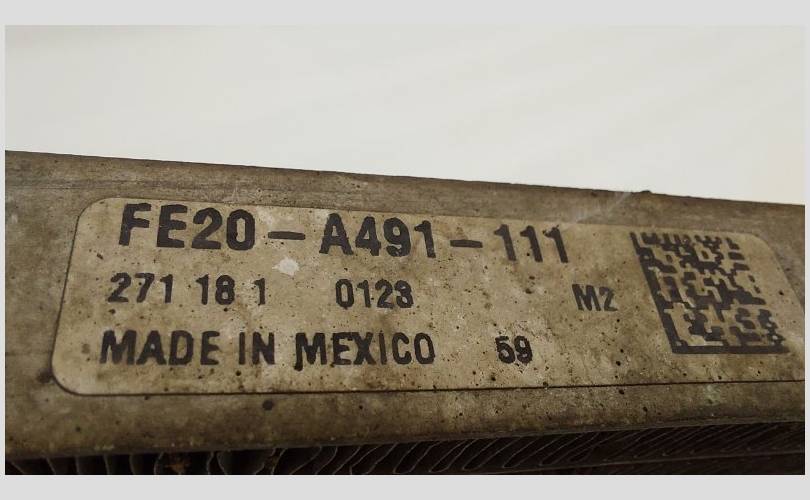 FE20-A491-111
271 18 1 0123 M2
MADE IN MEXICO 59